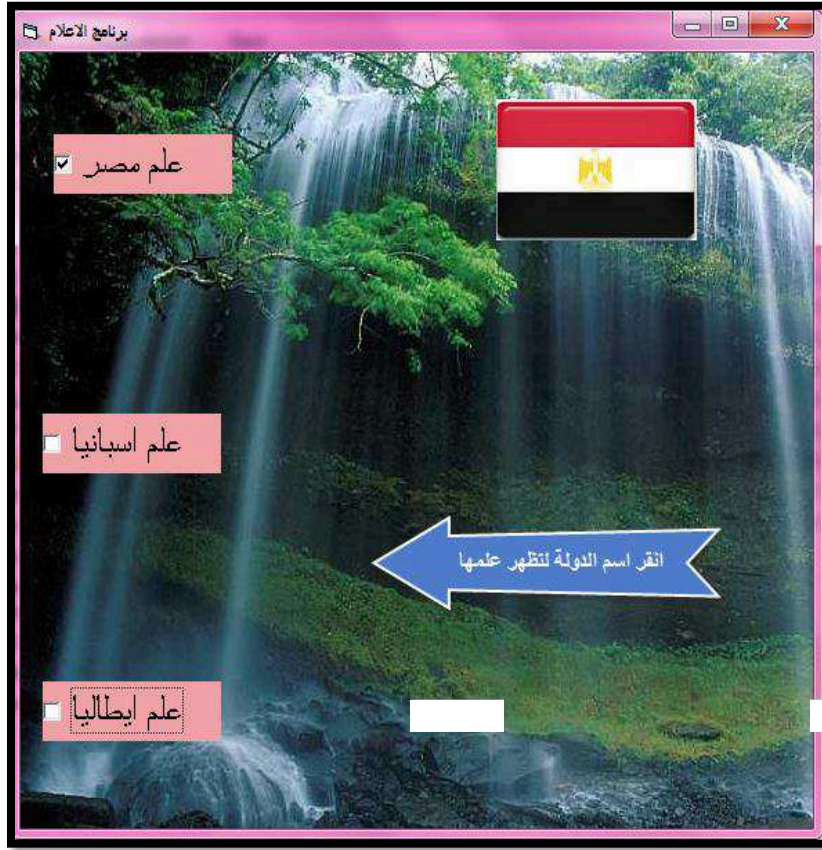 برنامج الاعلام
علم مصر
علم اسبانيا
انقر اسم الدولة لتظهر علمها
علم ايطاليا